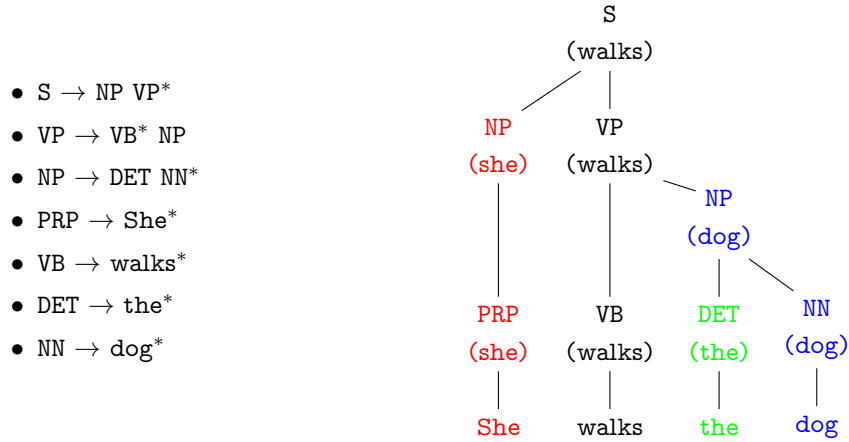 • S → NP VP*
• VP → VB* NP
• NP → DET NN*
• PRP → She*
• VB → walks*
• DET → the*
• NN → dog*
S
(walks)
NP VP
(she) (walks)
NP
(dog)
PRP VB DET NN
(she) (walks) (the) (dog)
She walks the dog